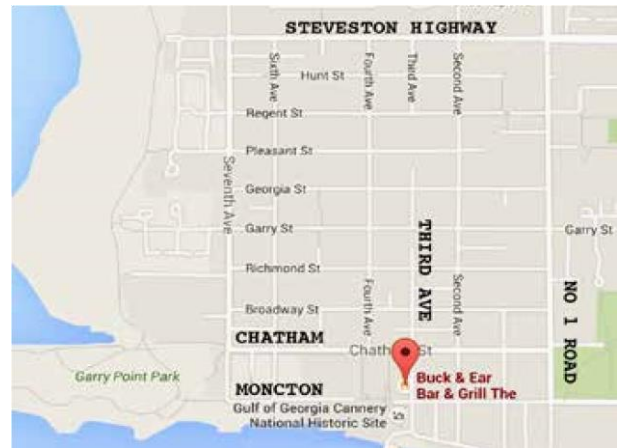 STEVESTON HIGHWAY
Sixth Ave
Hunt St
Fourth Ave
Third Ave
Second Ave
Regent St
Pleasant St
Seventh Ave
Georgia St
Garry St
THIRD AVE
Garry St
Richmond St
Fourth Ave
Second Ave
NO 1 ROAD
Broadway St
CHATHAM
Chatham St
Garry Point Park
MONCTON
Buck & Ear
Bar & Grill The
Gulf of Georgia Cannery
National Historic Site